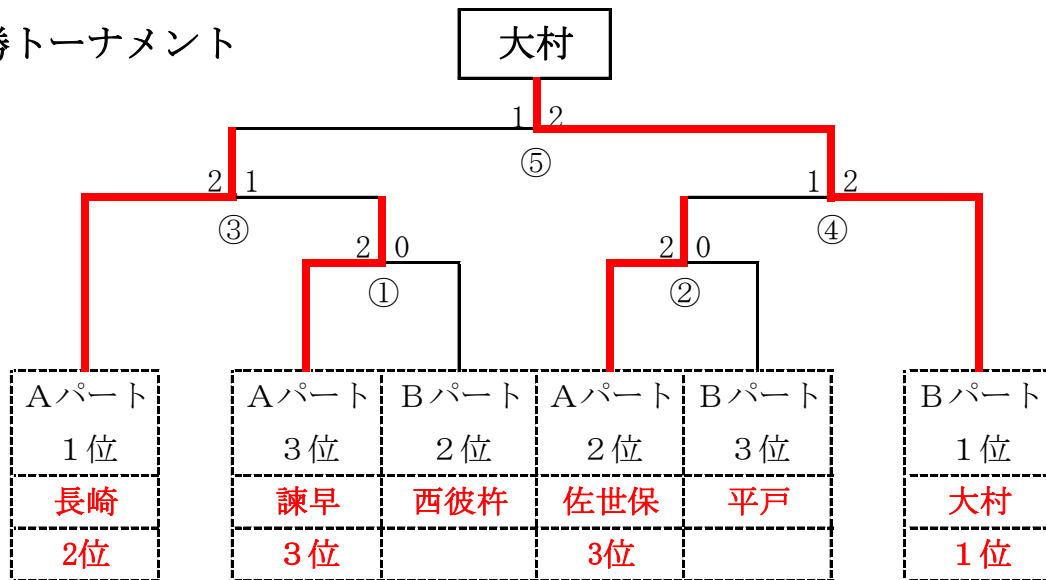 勝トーナメント
大村
1 2
⑤
2 1
1 2
③
④
2 0
2 0
①
②
Aパート Aパート Bパート Aパート Bパート Bパート
1位 3位 2位 2位 3位 1位
長崎 諫早 西彼杵 佐世保 平戸 大村
2位 3位 3位 1位